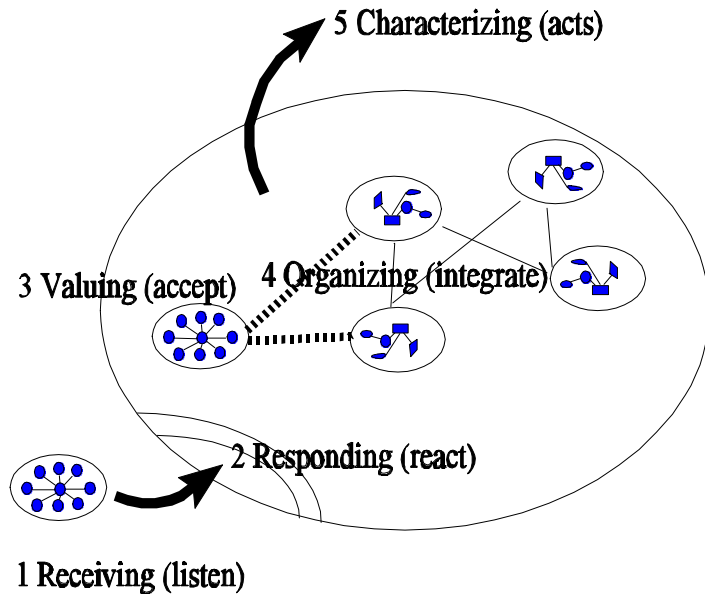 5 Characterizing (acts)
4 Organizing (integrate)
3 Valuing (accept)
2 Responding (react)
1 Receiving (listen)